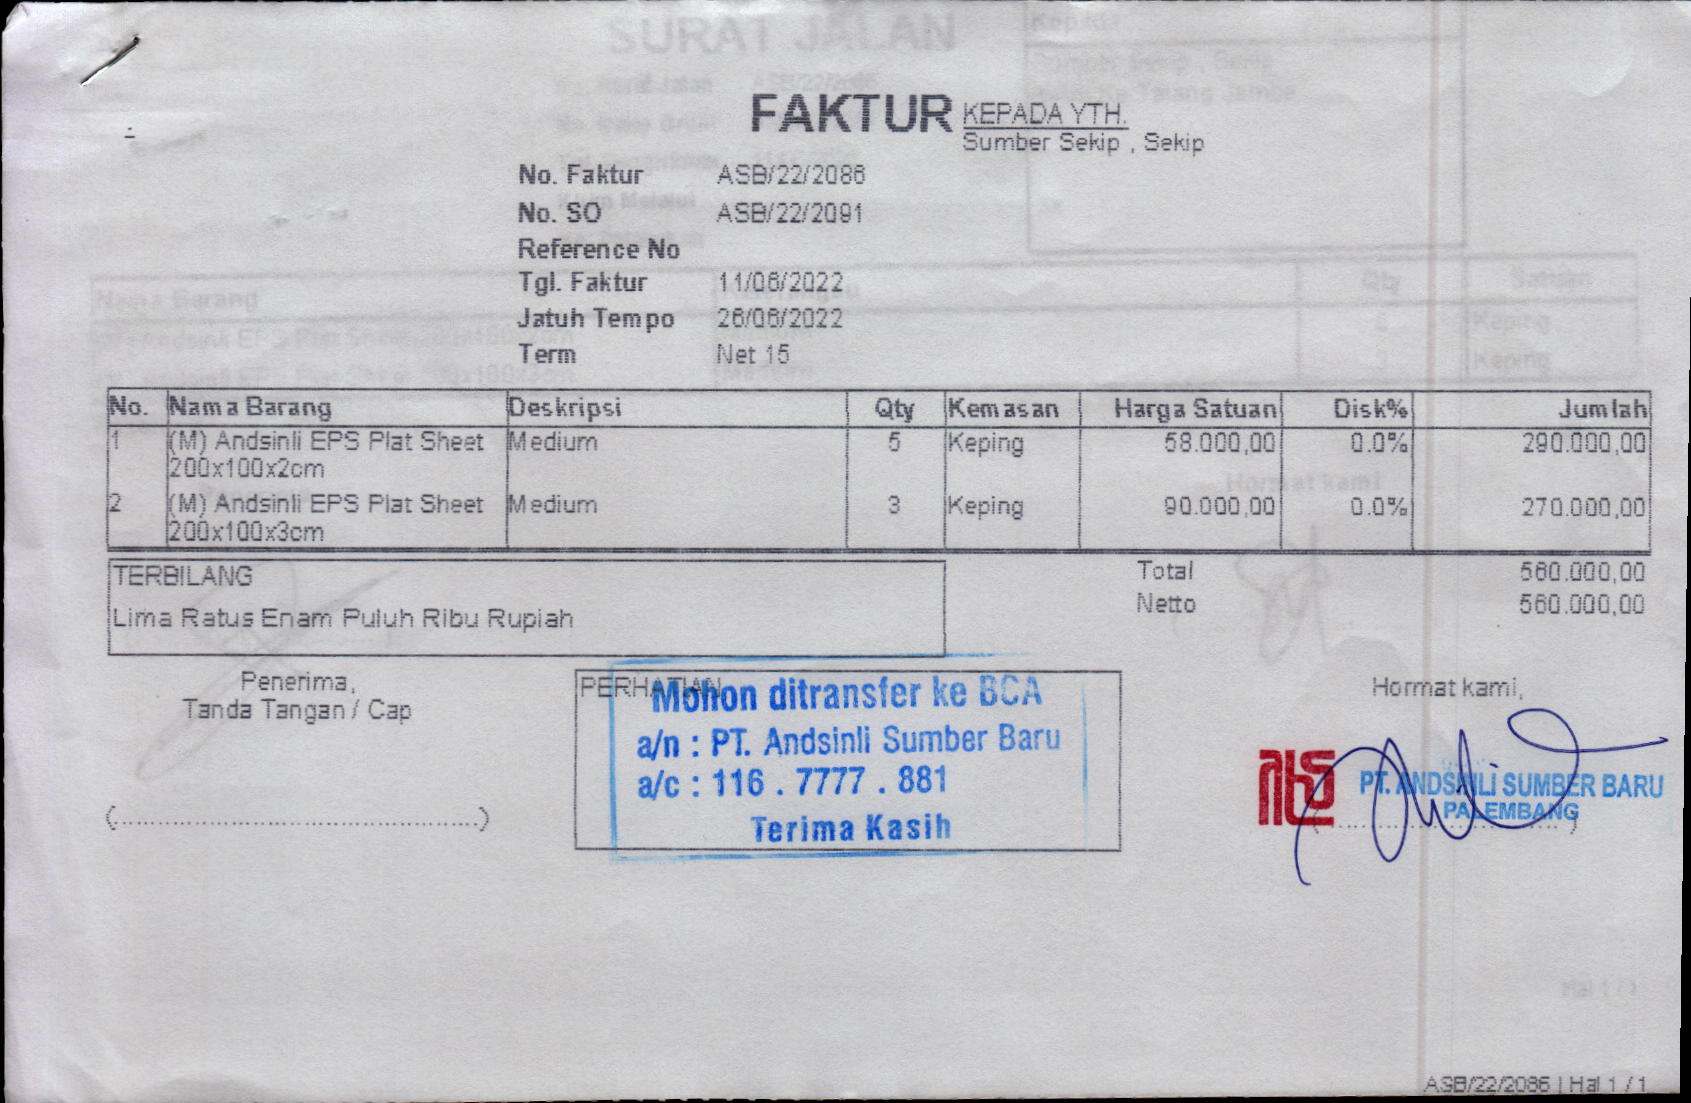 SURAT JALAN
FAKTUR
KEPADA YTH.
Sumber Sekip , Sekip
No. Faktur ASB/22/2086
No. SO ASB/22/2091
Reference No
Tgl. Faktur 11/06/2022
Jatuh Tempo 26/06/2022
Term Net 15
No. Nama Barang Deskripsi Qty Kemasan Harga Satuan Disk% Jumlah
1 (M) Andsinli EPS Plat Sheet Medium 5 Keping 58.000,00 0.0% 290.000,00
200x100x2cm
2 (M) Andsinli EPS Plat Sheet Medium 3 Keping 90.000,00 0.0% 270.000,00
200x100x3cm
TERBILANG
Lima Ratus Enam Puluh Ribu Rupiah
Total 560.000,00
Netto 560.000,00
Penerima,
Tanda Tangan / Cap
(....................................................)
PERHATIAN
Mohon ditransfer ke BCA
a/n : PT. Andsinli Sumber Baru
a/c : 116 . 7777 . 881
Terima Kasih
Hormat kami,
PT. ANDSINLI SUMBER BARU
PALEMBANG
ASB/22/2086 | Hal 1 / 1